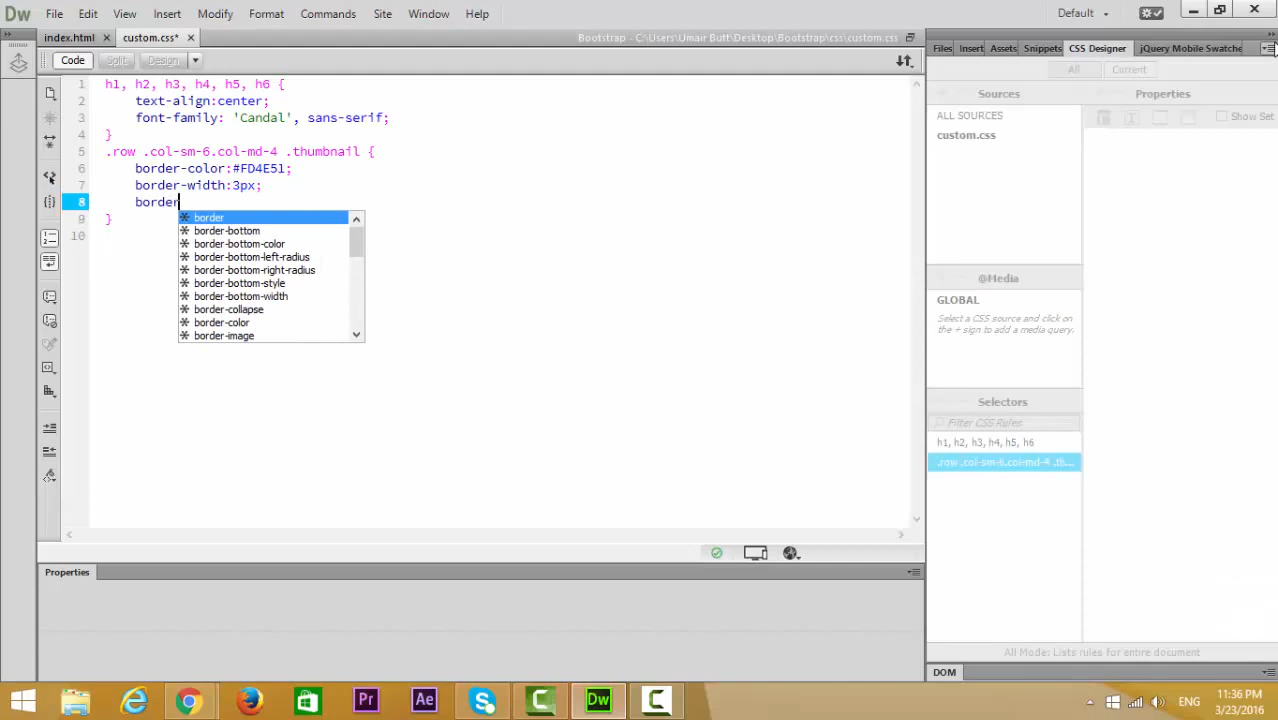 Dw File Edit View Insert Modify Format Commands Site Window Help Default
index.html × custom.css* × Bootstrap - C:\Users\Umair Butt\Desktop\Bootstrap\css\custom.css
Code Split Design
1 h1, h2, h3, h4, h5, h6 {
2 text-align:center;
3 font-family: 'Candal', sans-serif;
4 }
5 .row .col-sm-6.col-md-4 .thumbnail {
6 border-color:#FD4E51;
7 border-width:3px;
8 border
9 }
10
border
border-bottom
border-bottom-color
border-bottom-left-radius
border-bottom-right-radius
border-bottom-style
border-bottom-width
border-collapse
border-color
border-image
Properties
Files Insert Assets Snippets CSS Designer jQuery Mobile Swatche
All Current
Sources
ALL SOURCES
custom.css
@Media
GLOBAL
Select a CSS source and click on
the + sign to add a media query.
Selectors
Filter CSS Rules
h1, h2, h3, h4, h5, h6
.row .col-sm-6.col-md-4 .th...
Properties
Show Set
All Mode: Lists rules for entire document
DOM
Pr Ae Dw
ENG
11:36 PM
3/23/2016